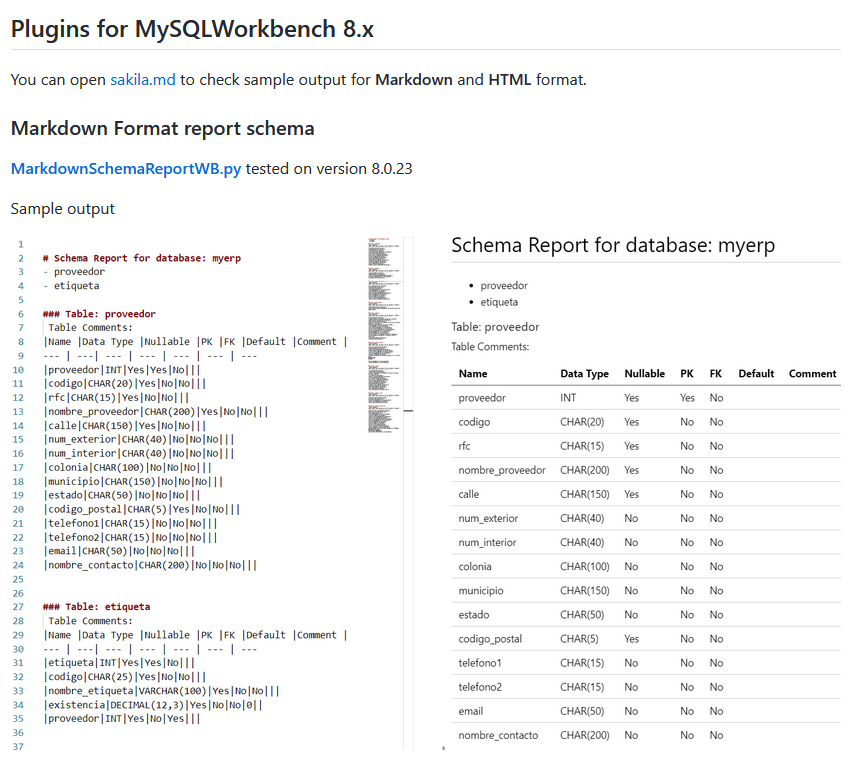 Plugins for MySQLWorkbench 8.x
You can open sakila.md to check sample output for Markdown and HTML format.
Markdown Format report schema
MarkdownSchemaReportWB.py tested on version 8.0.23
Sample output
1
2 # Schema Report for database: myerp
3 - proveedor
4 - etiqueta
5
6 ### Table: proveedor
7 Table Comments:
8 |Name |Data Type |Nullable |PK |FK |Default |Comment |
9 --- | ---| --- | --- | --- | --- | ---
10 |proveedor|INT|Yes|Yes|No|||
11 |codigo|CHAR(20)|Yes|No|No|||
12 |rfc|CHAR(15)|Yes|No|No|||
13 |nombre_proveedor|CHAR(200)|Yes|No|No|||
14 |calle|CHAR(150)|Yes|No|No|||
15 |num_exterior|CHAR(40)|No|No|No|||
16 |num_interior|CHAR(40)|No|No|No|||
17 |colonia|CHAR(100)|No|No|No|||
18 |municipio|CHAR(150)|No|No|No|||
19 |estado|CHAR(50)|No|No|No|||
20 |codigo_postal|CHAR(5)|Yes|No|No|||
21 |telefono1|CHAR(15)|No|No|No|||
22 |telefono2|CHAR(15)|No|No|No|||
23 |email|CHAR(50)|No|No|No|||
24 |nombre_contacto|CHAR(200)|No|No|No|||
25
26
27 ### Table: etiqueta
28 Table Comments:
29 |Name |Data Type |Nullable |PK |FK |Default |Comment |
30 --- | ---| --- | --- | --- | --- | ---
31 |etiqueta|INT|Yes|Yes|No|||
32 |codigo|CHAR(25)|Yes|No|No|||
33 |nombre_etiqueta|VARCHAR(100)|Yes|No|No|||
34 |existencia|DECIMAL(12,3)|Yes|No|No|0||
35 |proveedor|INT|Yes|No|Yes|||
36
37
Schema Report for database: myerp
• proveedor
• etiqueta
Table: proveedor
Table Comments:
Name Data Type Nullable PK FK Default Comment
proveedor INT Yes Yes No
codigo CHAR(20) Yes No No
rfc CHAR(15) Yes No No
nombre_proveedor CHAR(200) Yes No No
calle CHAR(150) Yes No No
num_exterior CHAR(40) No No No
num_interior CHAR(40) No No No
colonia CHAR(100) No No No
municipio CHAR(150) No No No
estado CHAR(50) No No No
codigo_postal CHAR(5) Yes No No
telefono1 CHAR(15) No No No
telefono2 CHAR(15) No No No
email CHAR(50) No No No
nombre_contacto CHAR(200) No No No